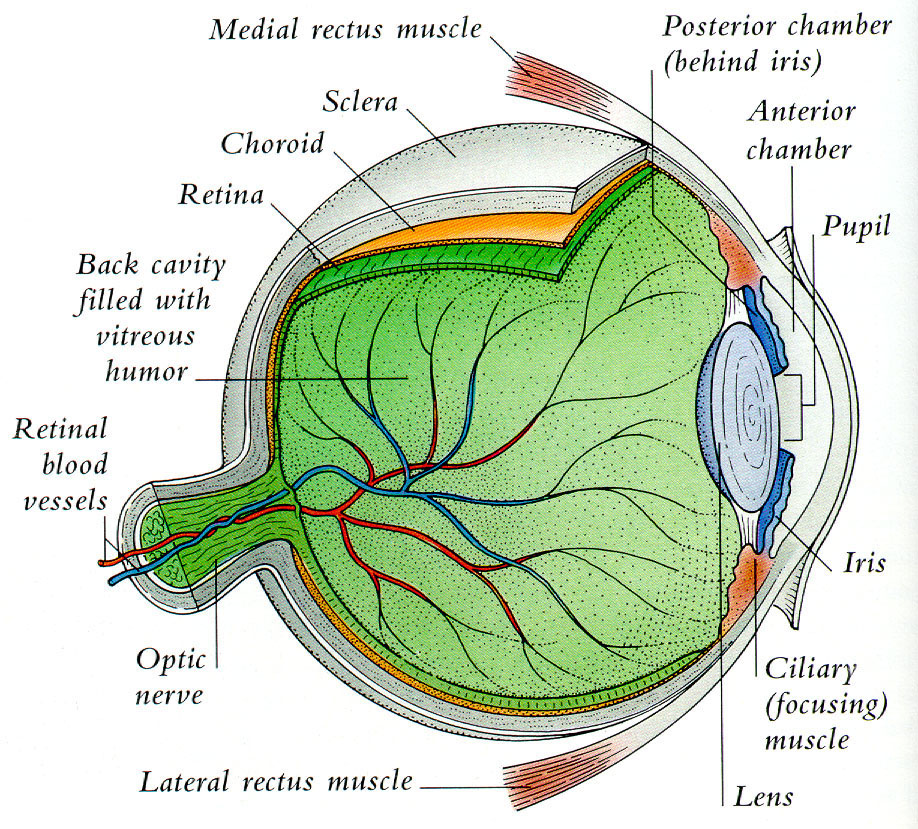 Medial rectus muscle
Posterior chamber
(behind iris)
Sclera
Anterior
chamber
Choroid
Retina
Pupil
Back cavity
filled with
vitreous
humor
Retinal
blood
vessels
Iris
Optic
nerve
Ciliary
(focusing)
muscle
Lateral rectus muscle
Lens